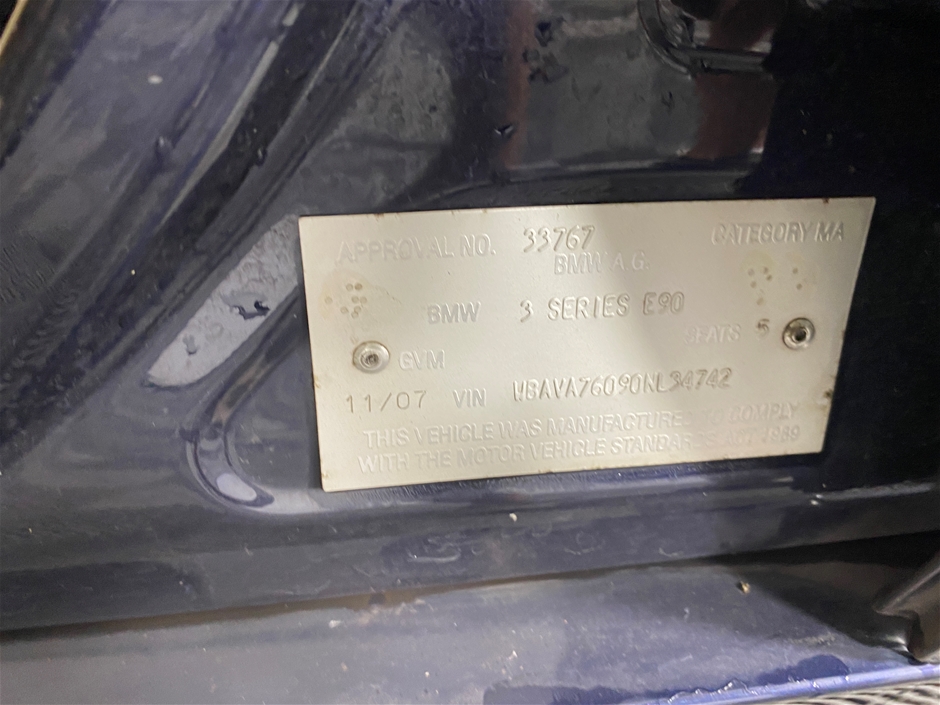 APPROVAL NO. 33767 CATEGORY MA
BMW A.G.
BMW 3 SERIES E90
SEATS 5
GVM
11/07 VIN WBAVA76090NL34742
THIS VEHICLE WAS MANUFACTURED TO COMPLY
WITH THE MOTOR VEHICLE STANDARDS ACT 1989